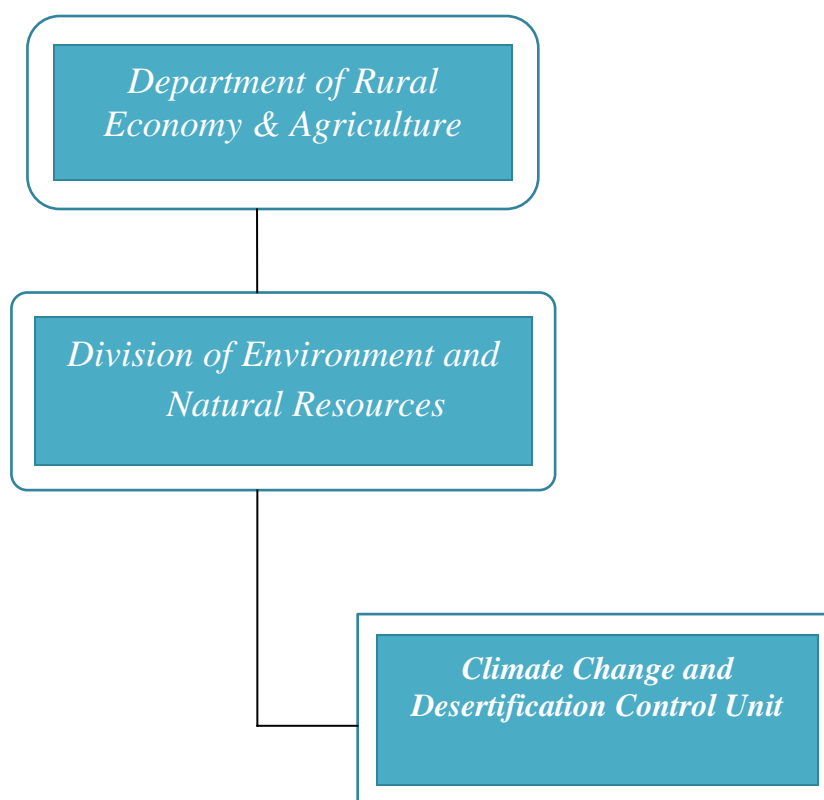 Department of Rural
Economy & Agriculture
Division of Environment and
Natural Resources
Climate Change and
Desertification Control Unit